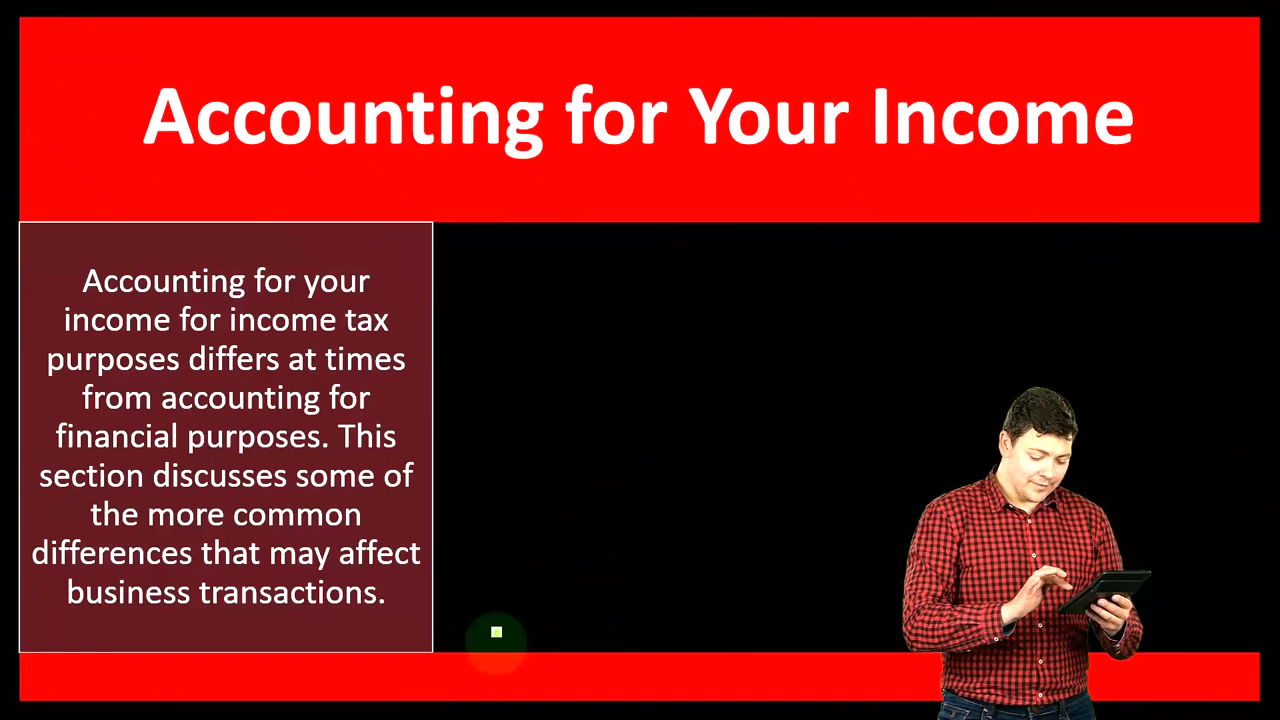 Accounting for Your Income
Accounting for your
income for income tax
purposes differs at times
from accounting for
financial purposes. This
section discusses some of
the more common
differences that may affect
business transactions.